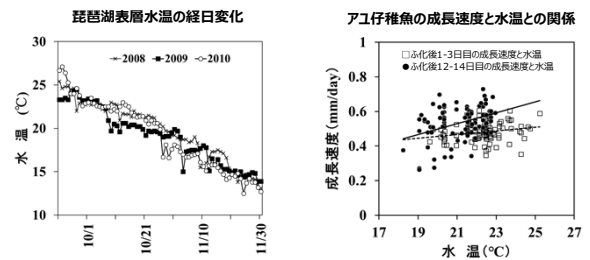 琵琶湖表層水温の経日変化
30
25
20
15
10
水 温 (℃)
2008 2009 2010
10/1 10/21 11/10 11/30
アユ仔稚魚の成長速度と水温との関係
1
0.8
0.6
0.4
0.2
0
成長速度(mm/day)
ふ化後1-3日目の成長速度と水温
ふ化後12-14日目の成長速度と水温
17 19 21 23 25 27
水 温(℃)